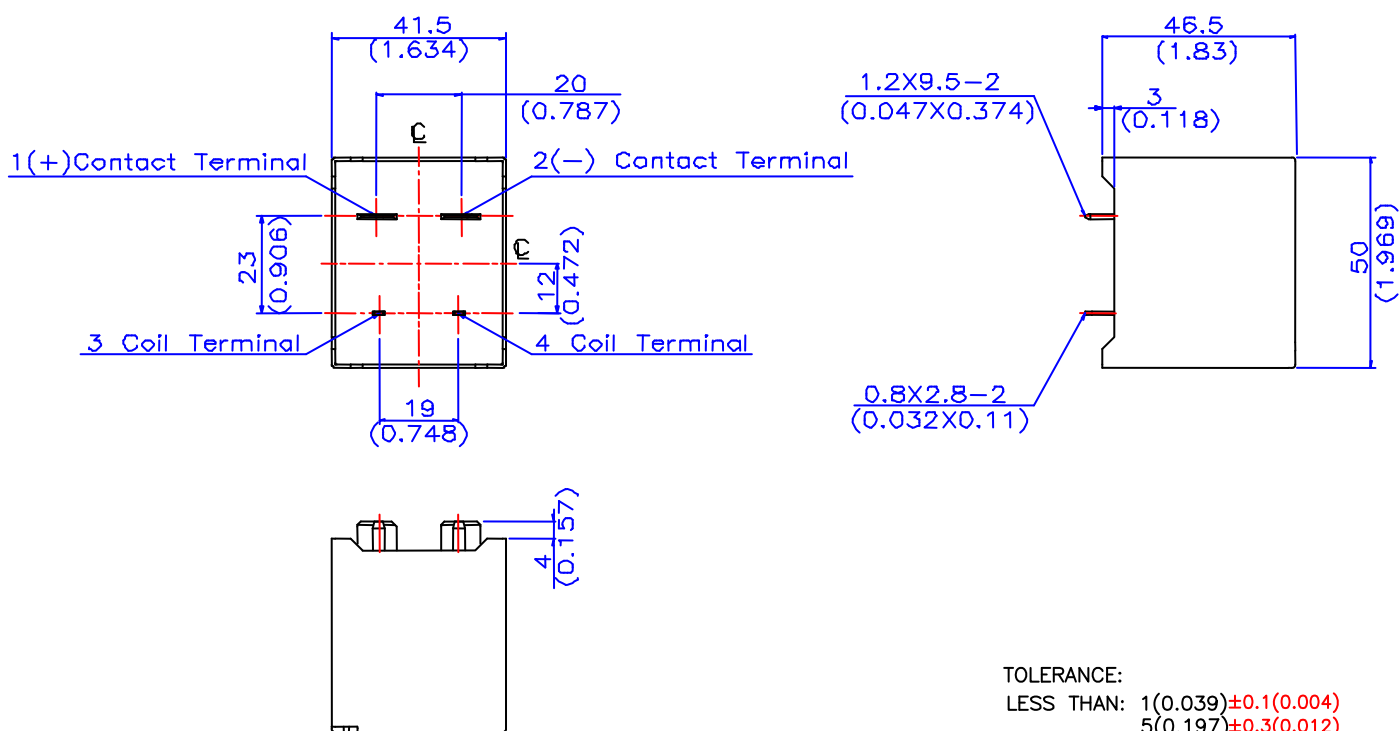 41.5
(1.634)
20
(0.787)
℄
1(+)Contact Terminal
2(−) Contact Terminal
℄
23
(0.906)
12
(0.472)
3 Coil Terminal
4 Coil Terminal
19
(0.748)
46.5
(1.83)
1.2X9.5−2
(0.047X0.374)
3
(0.118)
50
(1.969)
0.8X2.8−2
(0.032X0.11)
4
(0.157)
TOLERANCE:
LESS THAN: 1(0.039)±0.1(0.004)
5(0.197)±0.3(0.012)